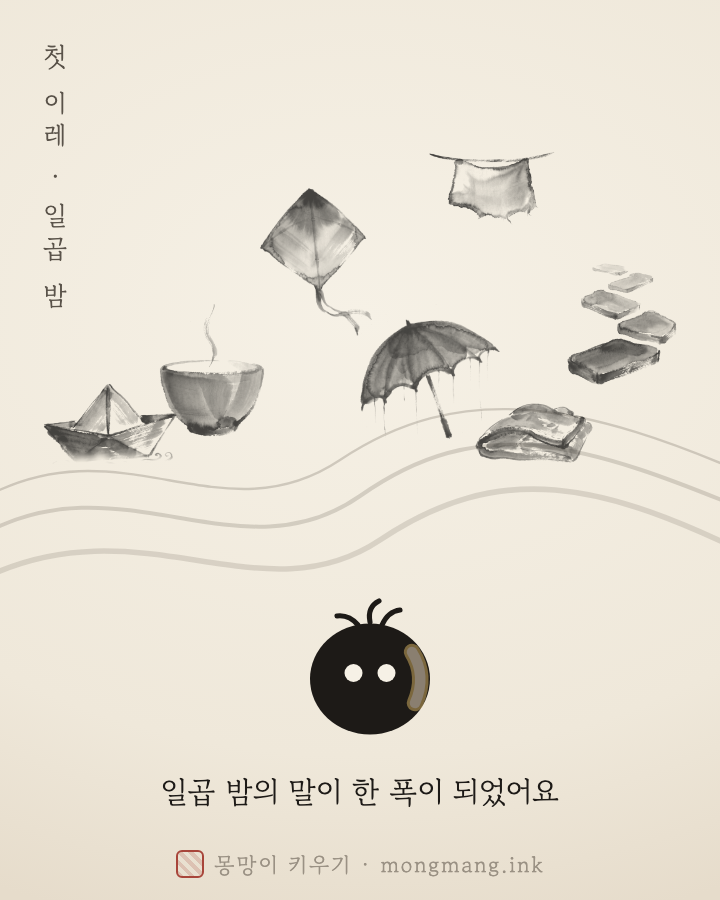 첫 이레 · 일곱 밤
일곱 밤의 말이 한 폭이 되었어요
몽망이 키우기 · mongmang.ink